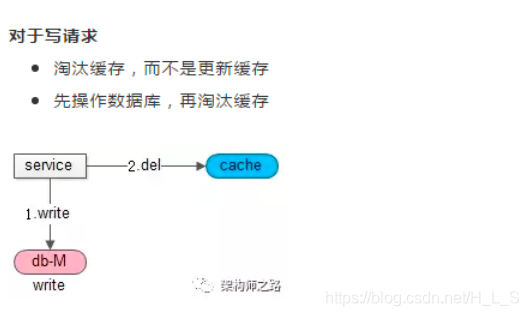 对于写请求
• 淘汰缓存，而不是更新缓存
• 先操作数据库，再淘汰缓存
service
2.del
cache
1.write
db-M
write
架构师之路
https://blog.csdn.net/H_L_S